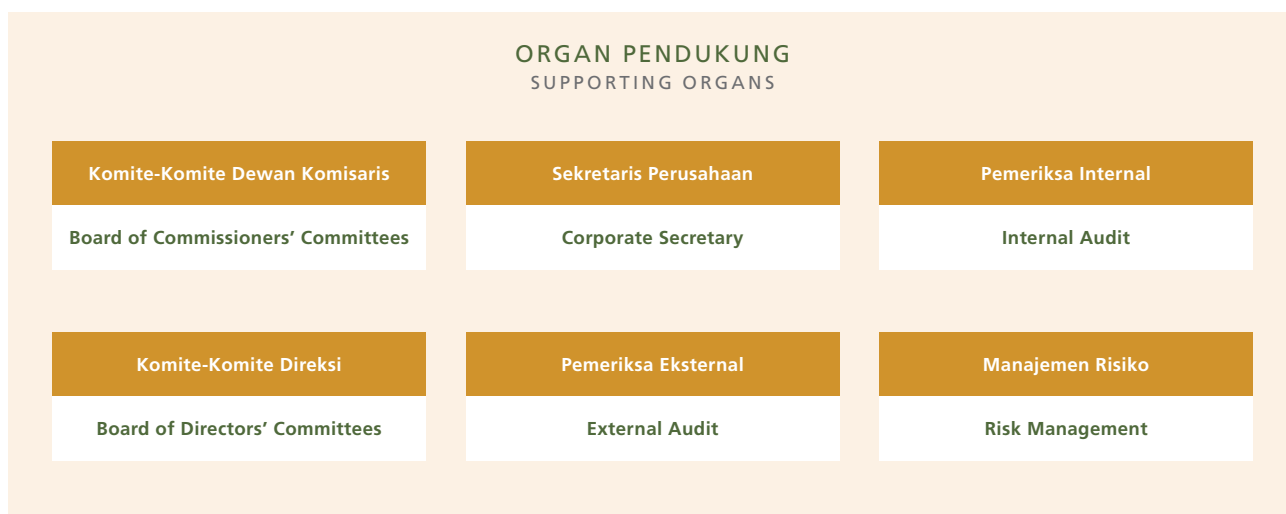 ORGAN PENDUKUNG
SUPPORTING ORGANS
Komite-Komite Dewan Komisaris
Board of Commissioners’ Committees
Sekretaris Perusahaan
Corporate Secretary
Pemeriksa Internal
Internal Audit
Komite-Komite Direksi
Board of Directors’ Committees
Pemeriksa Eksternal
External Audit
Manajemen Risiko
Risk Management